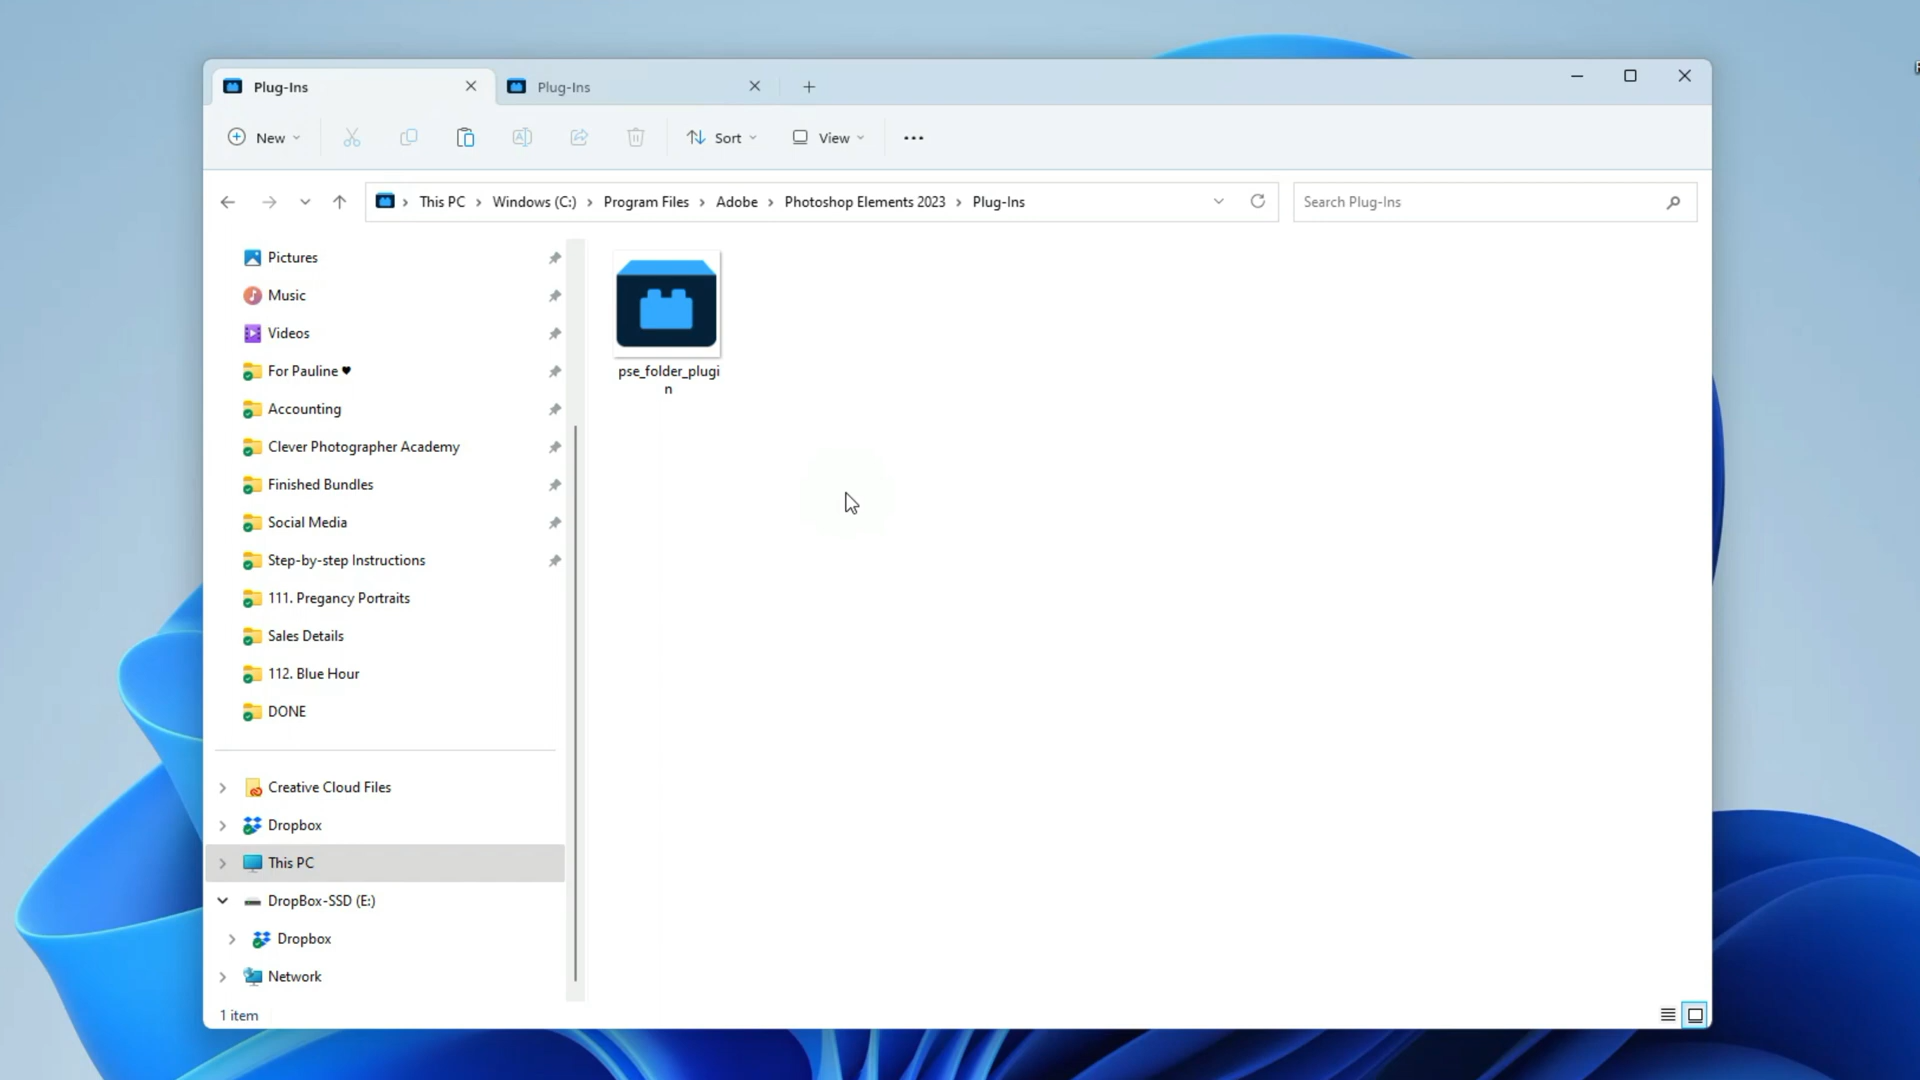 Plug-Ins
Plug-Ins
New
Sort
View
This PC > Windows (C:) > Program Files > Adobe > Photoshop Elements 2023 > Plug-Ins
Search Plug-Ins
Pictures
Music
Videos
For Pauline ♥
Accounting
Clever Photographer Academy
Finished Bundles
Social Media
Step-by-step Instructions
111. Pregancy Portraits
Sales Details
112. Blue Hour
DONE
Creative Cloud Files
Dropbox
This PC
DropBox-SSD (E:)
Dropbox
Network
pse_folder_plugi
n
1 item